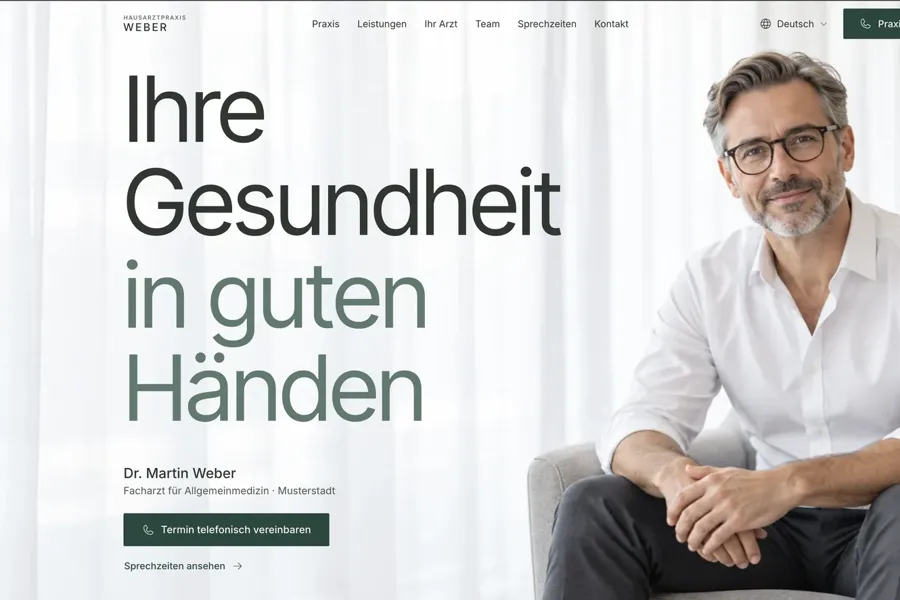 HAUSARZTPRAXIS
WEBER
Praxis
Leistungen
Ihr Arzt
Team
Sprechzeiten
Kontakt
Deutsch
Praxi
Ihre
Gesundheit
in guten
Händen
Dr. Martin Weber
Facharzt für Allgemeinmedizin · Musterstadt
Termin telefonisch vereinbaren
Sprechzeiten ansehen →